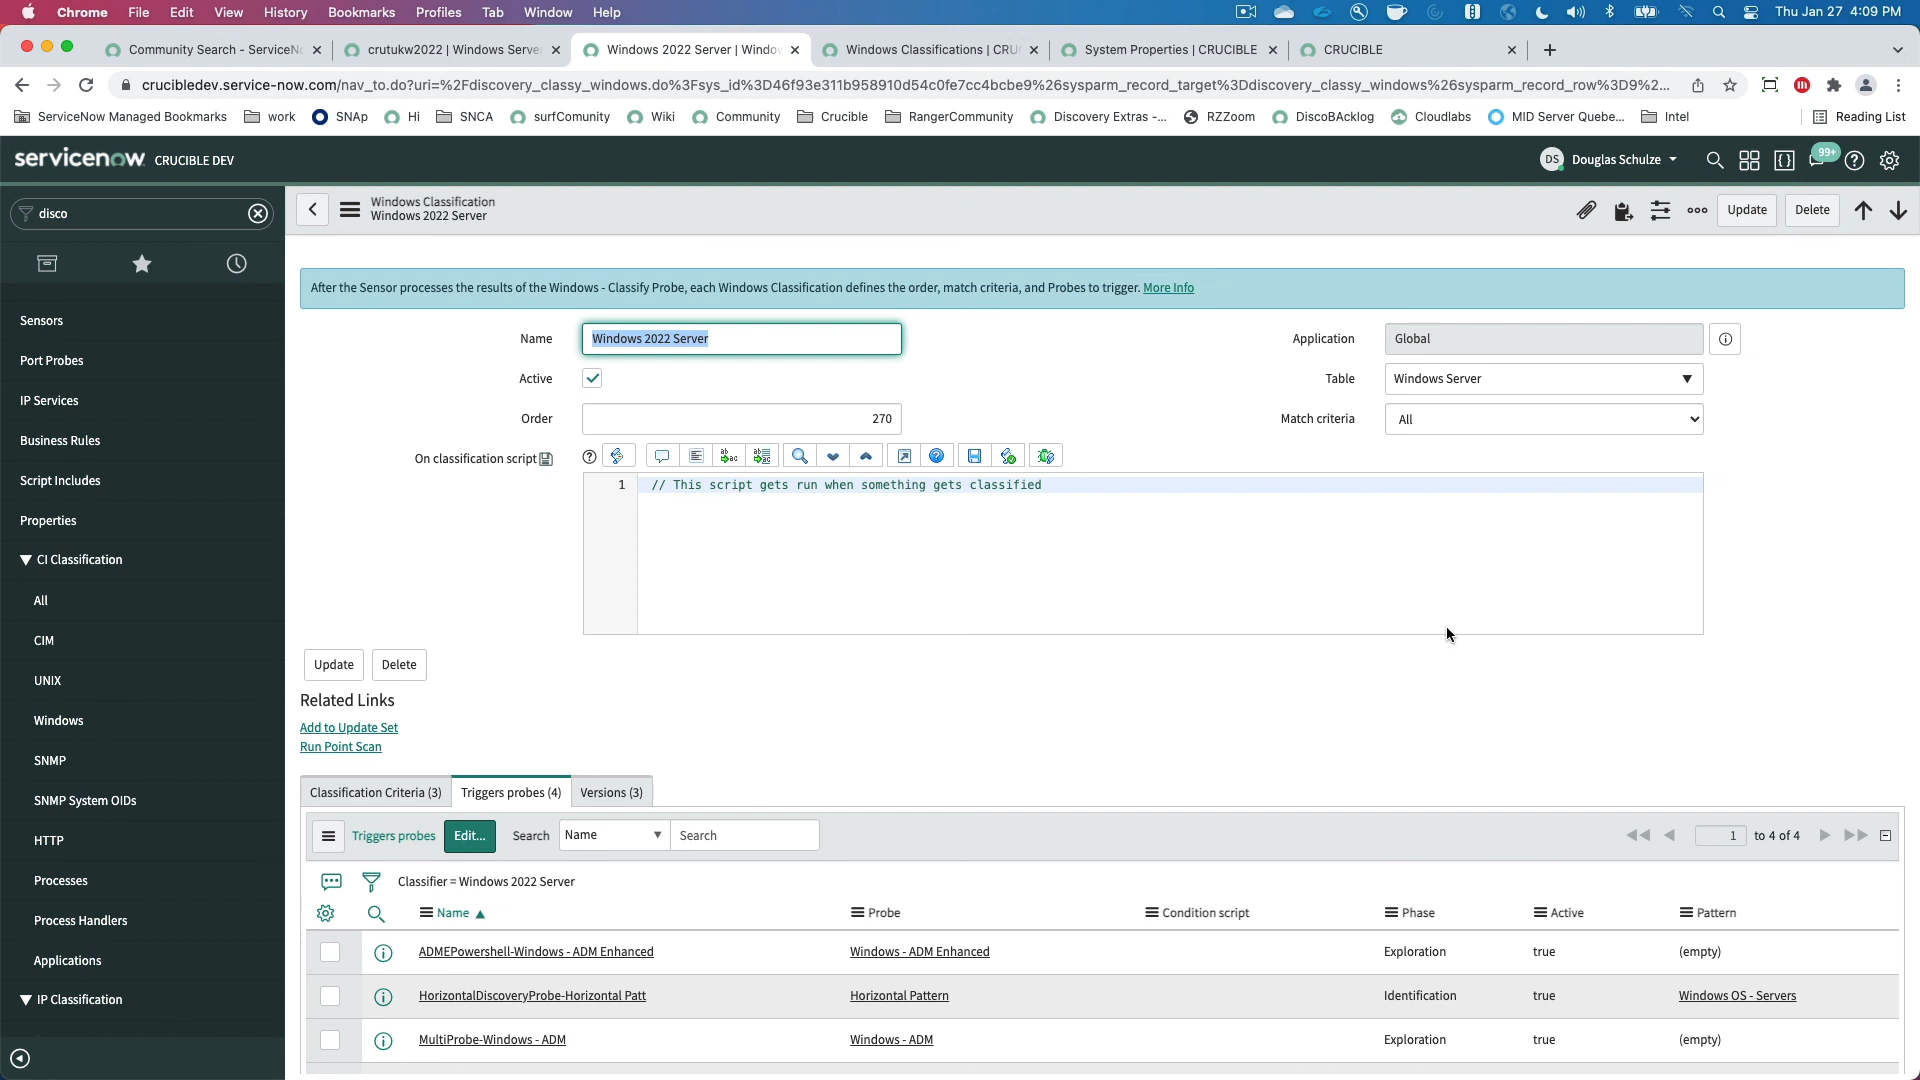 Chrome File Edit View History Bookmarks Profiles Tab Window Help Thu Jan 27 4:09 PM
Community Search - ServiceNo crutukw2022 | Windows Server Windows 2022 Server | Window Windows Classifications | CRU System Properties | CRUCIBLE CRUCIBLE
crucibledev.service-now.com/nav_to.do?uri=%2Fdiscovery_classy_windows.do%3Fsys_id%3D46f93e311b958910d54c0fe7cc4bcbe9%26sysparm_record_target%3Ddiscovery_classy_windows%26sysparm_record_row%3D9%2...
ServiceNow Managed Bookmarks work SNAp Hi SNCA surfComunity Wiki Community Crucible RangerCommunity Discovery Extras -... RZZoom DiscoBAcklog Cloudlabs MID Server Quebe... Intel Reading List
servicenow CRUCIBLE DEV DS Douglas Schulze 99+
disco
Sensors
Port Probes
IP Services
Business Rules
Script Includes
Properties
CI Classification
All
CIM
UNIX
Windows
SNMP
SNMP System OIDs
HTTP
Processes
Process Handlers
Applications
IP Classification
Windows Classification
Windows 2022 Server
Update Delete
After the Sensor processes the results of the Windows - Classify Probe, each Windows Classification defines the order, match criteria, and Probes to trigger. More Info
Name Windows 2022 Server Application Global
Active Table Windows Server
Order 270 Match criteria All
On classification script
1 // This script gets run when something gets classified
Update Delete
Related Links
Add to Update Set
Run Point Scan
Classification Criteria (3) Triggers probes (4) Versions (3)
Triggers probes Edit... Search Name Search 1 to 4 of 4
Classifier = Windows 2022 Server
Name Probe Condition script Phase Active Pattern
ADMEPowershell-Windows - ADM Enhanced Windows - ADM Enhanced Exploration true (empty)
HorizontalDiscoveryProbe-Horizontal Patt Horizontal Pattern Identification true Windows OS - Servers
MultiProbe-Windows - ADM Windows - ADM Exploration true (empty)